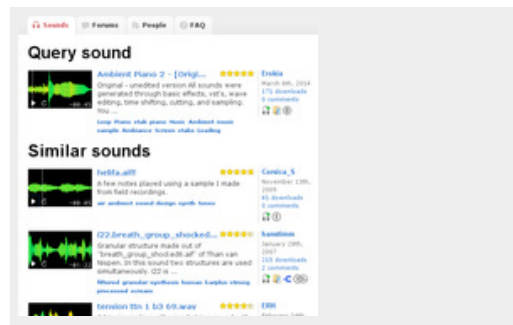 Sounds Forums People FAQ
Query sound
Ambient Piano 2 - [Origi...
Erokia
March 6th, 2014
Original - unedited version All sounds were
171 downloads
generated through basic effects, vst's, wave
0 comments
editing, time shifting, cutting, and sampling.
You ...
Loop Piano stab piano Music Ambient room
sample Ambiance Screen stabs Loading
Similar sounds
helifa.aiff
Corsica_S
A few notes played using a sample I made
November 13th,
2009
from field recordings.
45 downloads
0 comments
air ambient sound design synth tones
i22.breath_group_shocked...
Granular structure made out of
January 29th,
2007
"breath_group_shocked6.aif" of Than van
215 downloads
Nispen. In this sound two structures are used
2 comments
simultaneously. i22 is ...
filtered granular-synthesis human karplus strong
processed scream
tension ttn 1 b3 69.wav
ERH